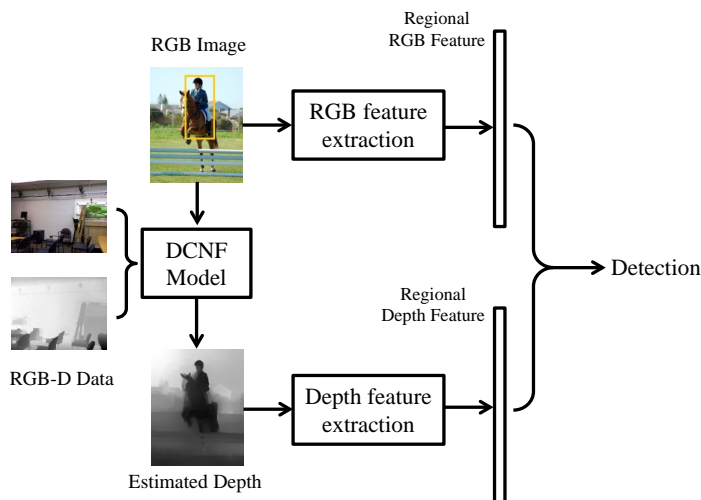 RGB Image
Regional
RGB Feature
RGB feature
extraction
DCNF
Model
RGB-D Data
Detection
Regional
Depth Feature
Depth feature
extraction
Estimated Depth